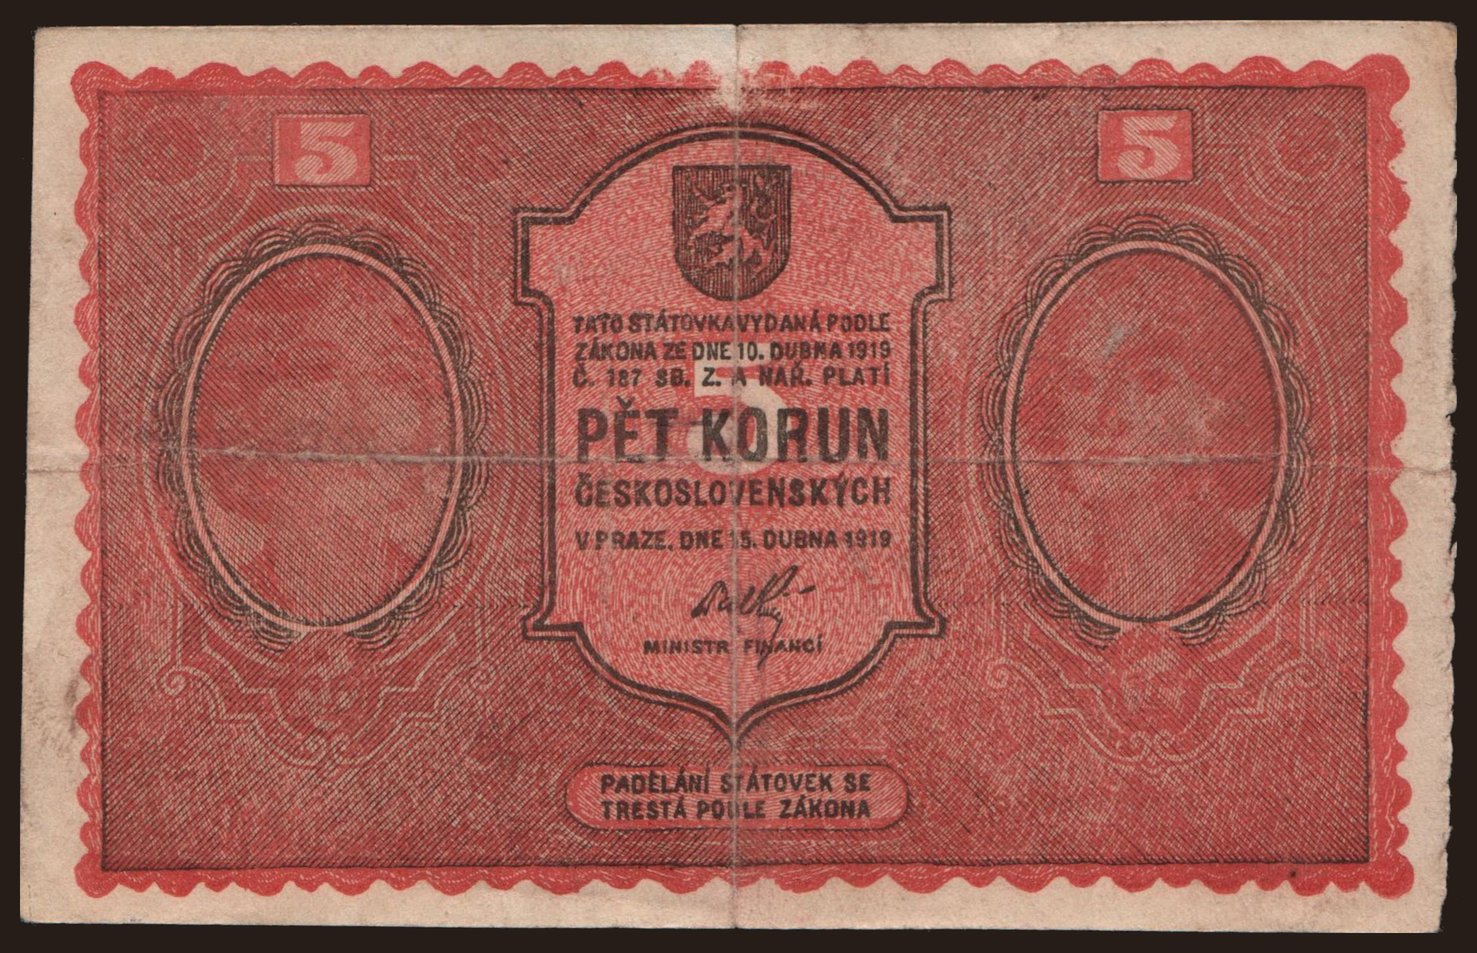 5 5
TATO STÁTOVKA VYDANÁ PODLE
ZÁKONA ZE DNE 10. DUBNA 1919
Č. 187 SB. Z. A NAŘ. PLATÍ
5
PĚT KORUN
ČESKOSLOVENSKÝCH
V PRAZE, DNE 15. DUBNA 1919
MINISTR FINANCÍ
PADĚLÁNÍ STÁTOVEK SE
TRESTÁ PODLE ZÁKONA